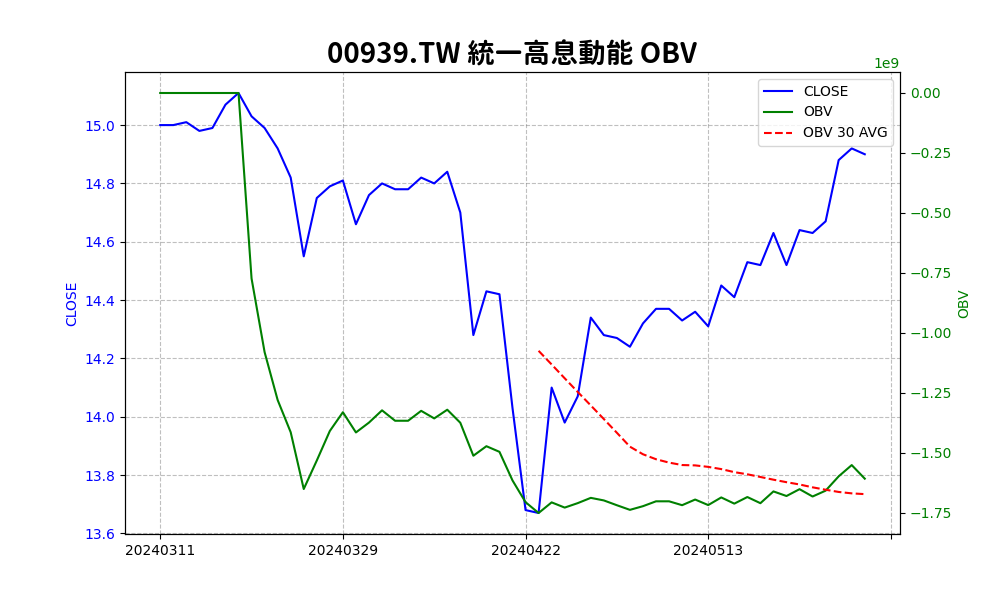 00939.TW 統一高息動能 OBV
1e9
CLOSE
OBV
OBV 30 AVG
15.0
14.8
14.6
14.4
14.2
14.0
13.8
13.6
CLOSE
0.00
−0.25
−0.50
−0.75
−1.00
−1.25
−1.50
−1.75
OBV
20240311
20240329
20240422
20240513